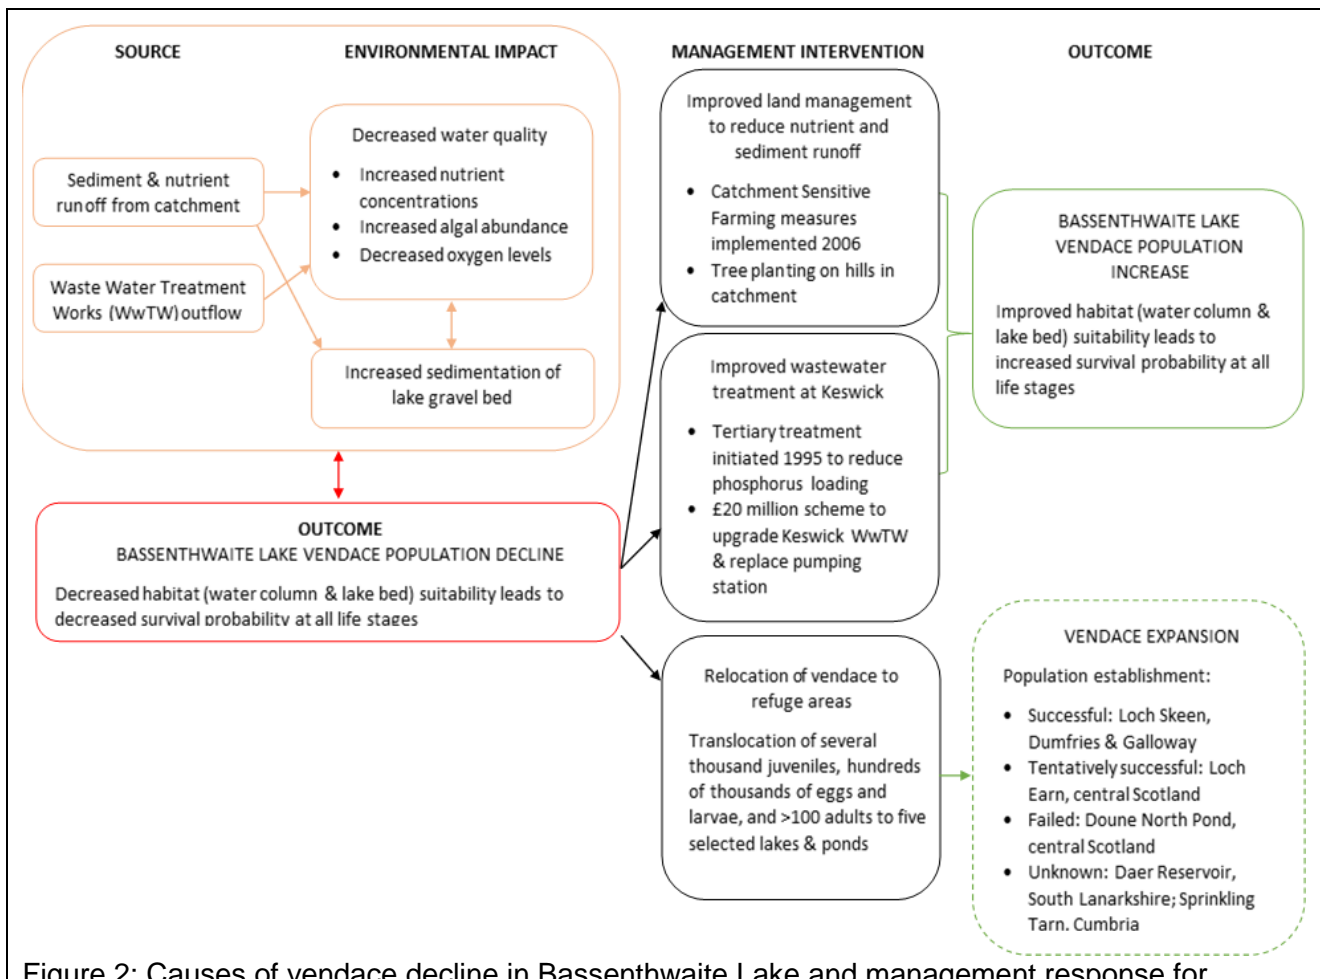 SOURCE
ENVIRONMENTAL IMPACT
MANAGEMENT INTERVENTION
OUTCOME
Sediment & nutrient
runoff from catchment
Waste Water Treatment
Works (WwTW) outflow
Decreased water quality
• Increased nutrient
concentrations
• Increased algal abundance
• Decreased oxygen levels
Increased sedimentation of
lake gravel bed
OUTCOME
BASSENTHWAITE LAKE VENDACE POPULATION DECLINE
Decreased habitat (water column & lake bed) suitability leads to
decreased survival probability at all life stages
Improved land management
to reduce nutrient and
sediment runoff
• Catchment Sensitive
Farming measures
implemented 2006
• Tree planting on hills in
catchment
Improved wastewater
treatment at Keswick
• Tertiary treatment
initiated 1995 to reduce
phosphorus loading
• £20 million scheme to
upgrade Keswick WwTW
& replace pumping
station
Relocation of vendace to
refuge areas
Translocation of several
thousand juveniles, hundreds
of thousands of eggs and
larvae, and >100 adults to five
selected lakes & ponds
BASSENTHWAITE LAKE
VENDACE POPULATION
INCREASE
Improved habitat (water column &
lake bed) suitability leads to
increased survival probability at all
life stages
VENDACE EXPANSION
Population establishment:
• Successful: Loch Skeen,
Dumfries & Galloway
• Tentatively successful: Loch
Earn, central Scotland
• Failed: Doune North Pond,
central Scotland
• Unknown: Daer Reservoir,
South Lanarkshire; Sprinkling
Tarn. Cumbria
Figure 2: Causes of vendace decline in Bassenthwaite Lake and management response for